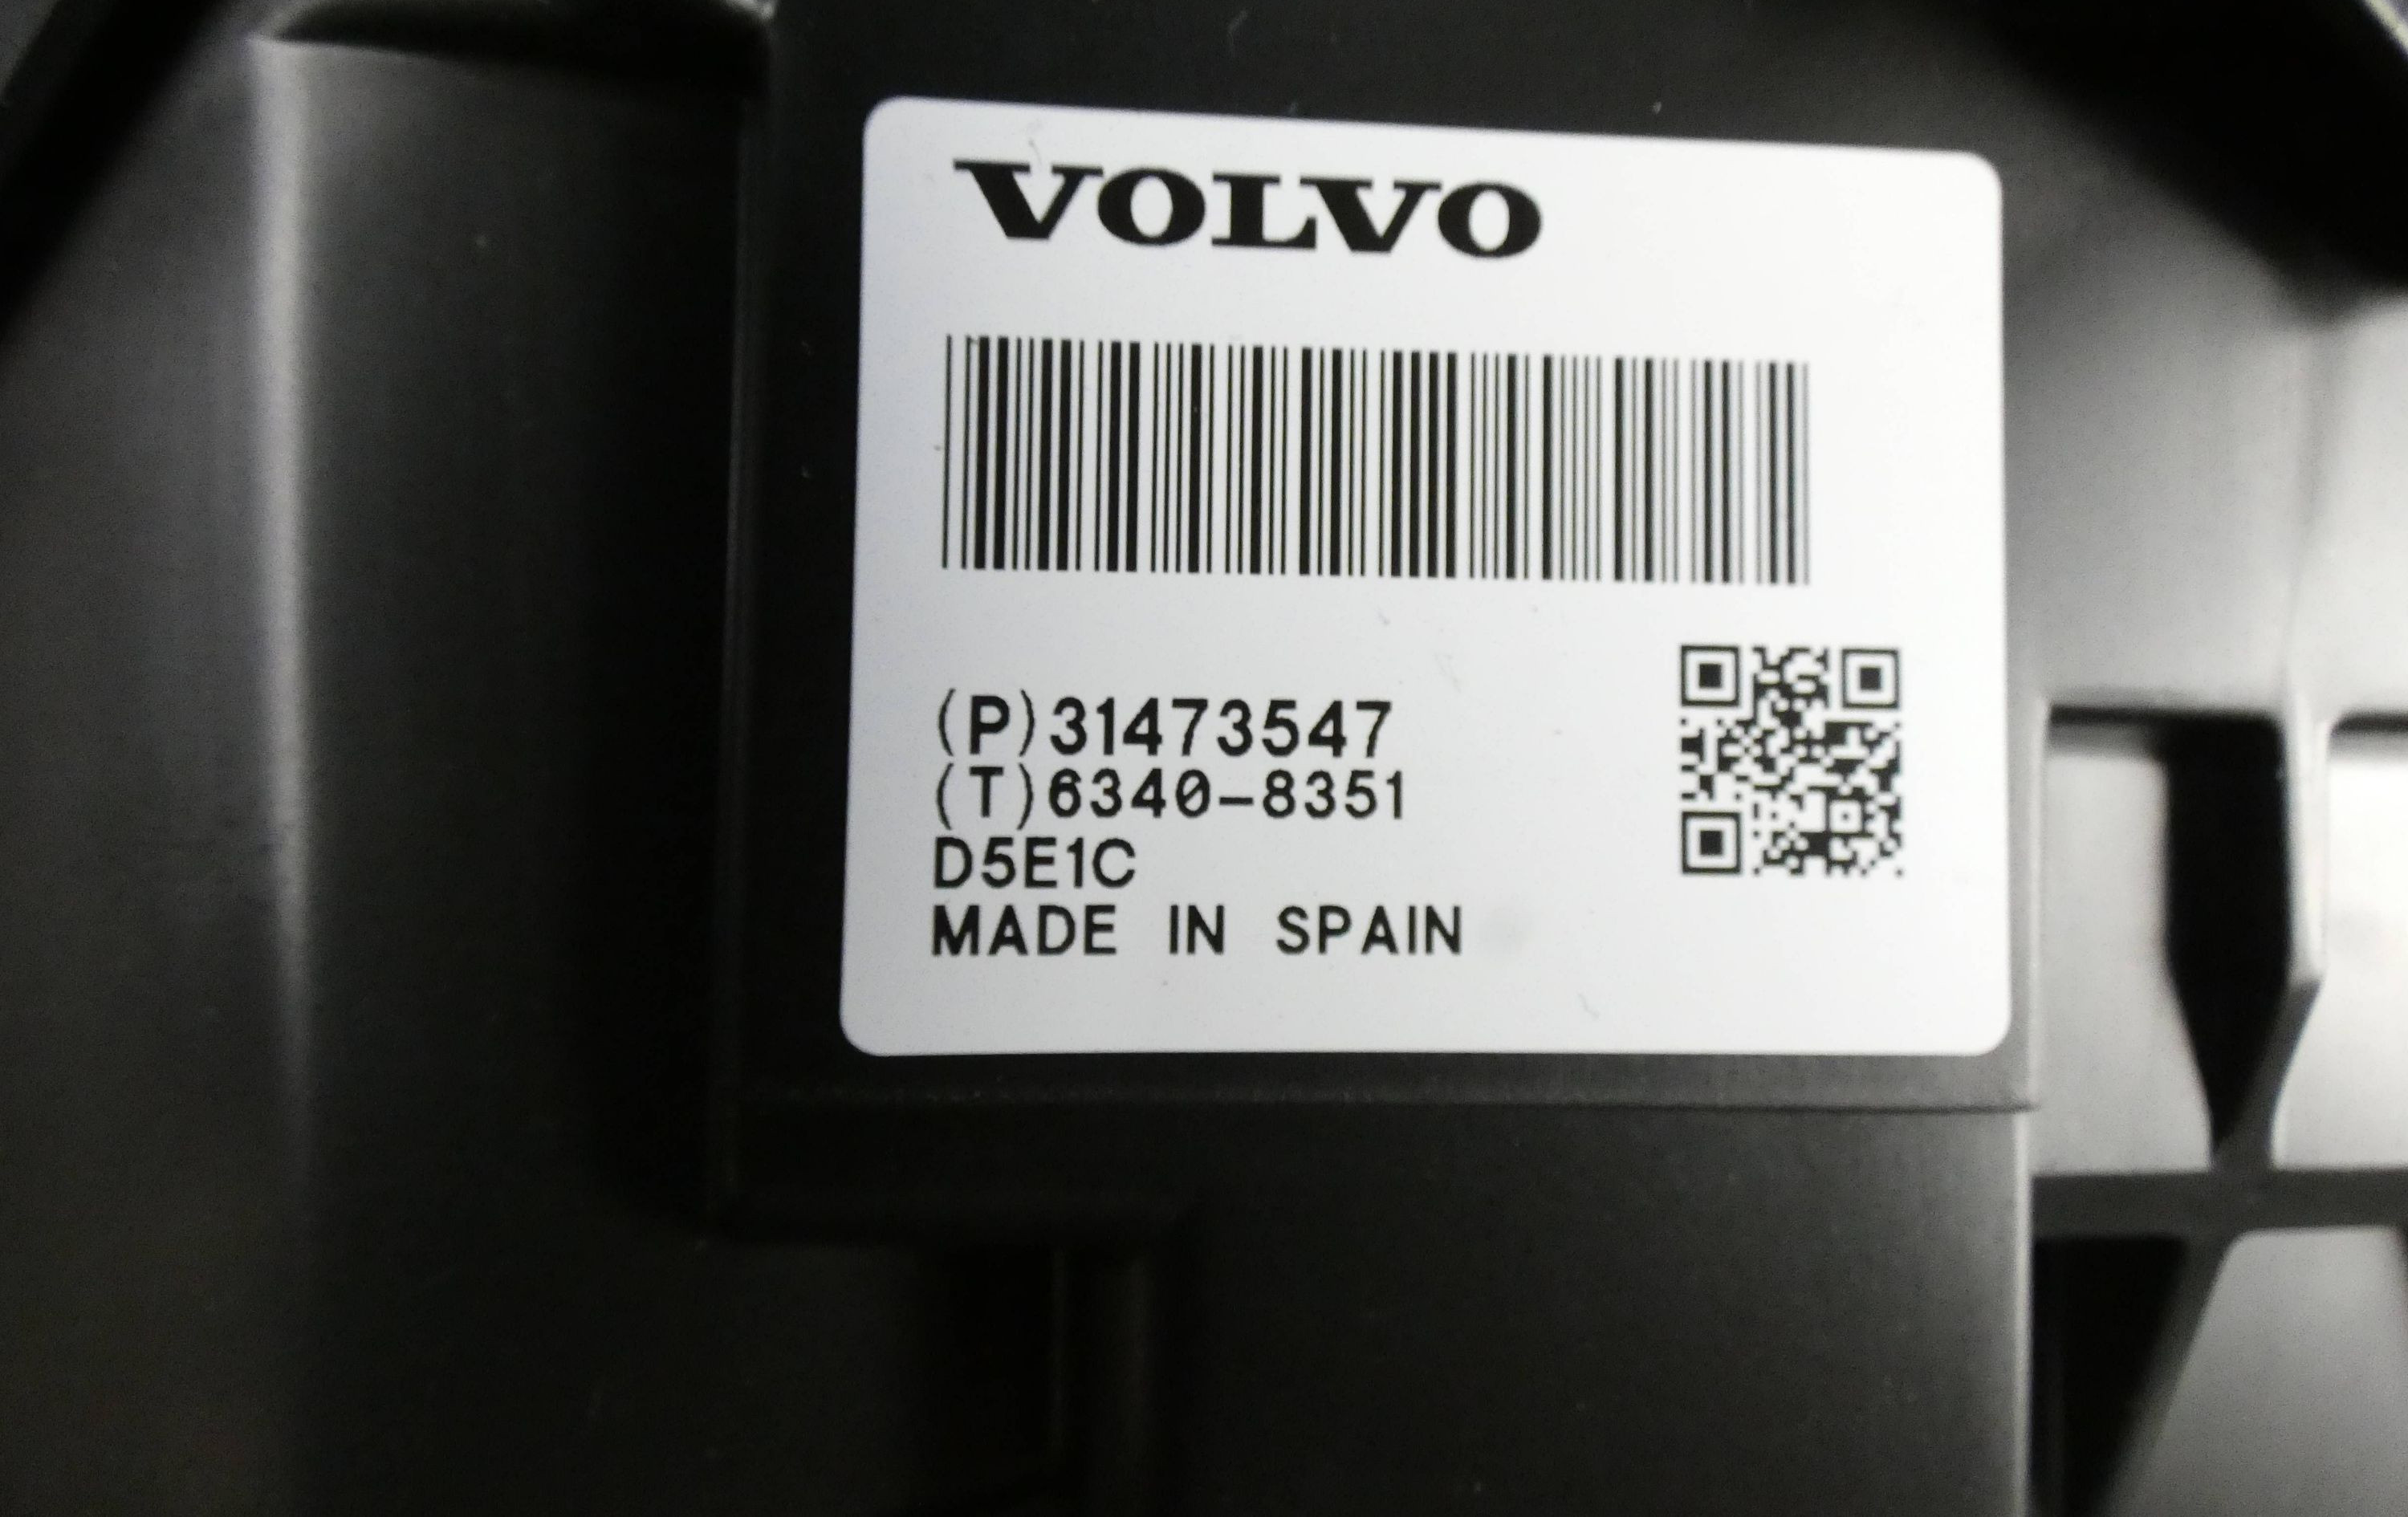 VOLVO
(P)31473547
(T)6340-8351
D5E1C
MADE IN SPAIN